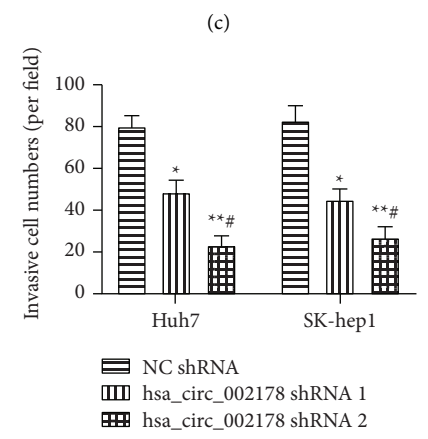 (c)
Invasive cell numbers (per field)
100
80
60
40
20
0
*
**#
*
**#
Huh7
SK-hep1
NC shRNA
hsa_circ_002178 shRNA 1
hsa_circ_002178 shRNA 2